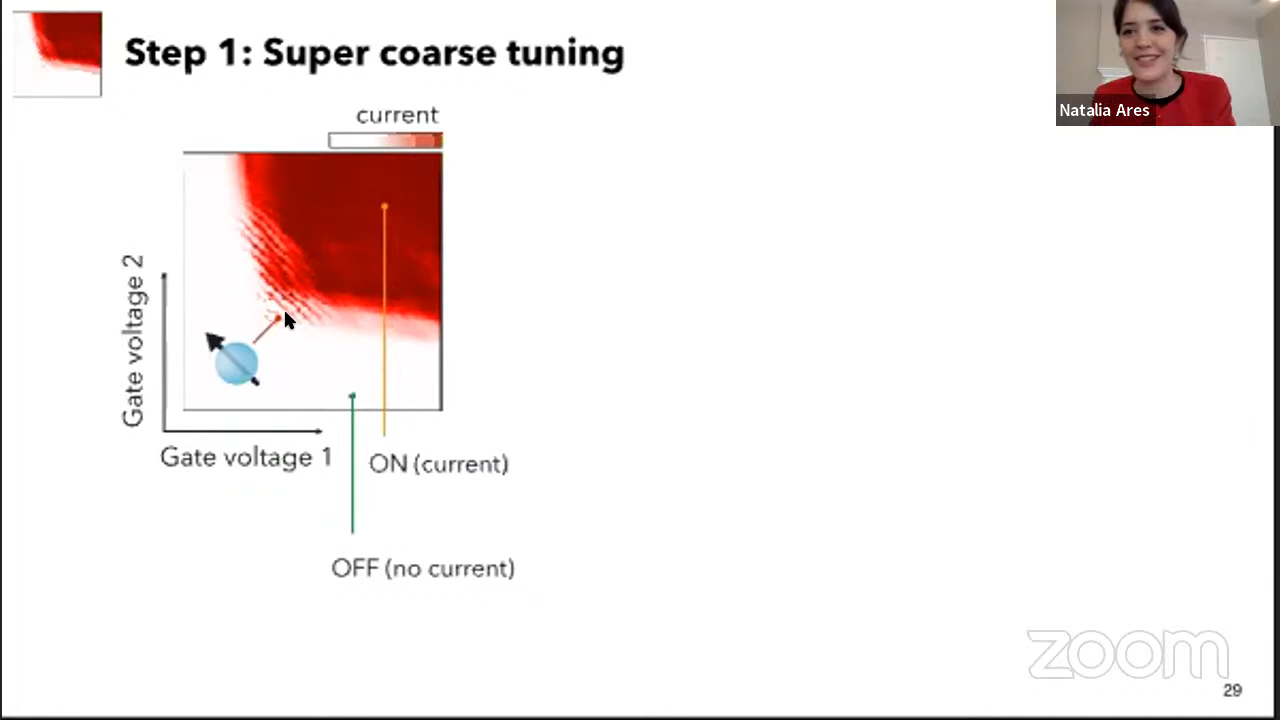 Step 1: Super coarse tuning
Natalia Ares
current
Gate voltage 2
Gate voltage 1
ON (current)
OFF (no current)
zoom
29